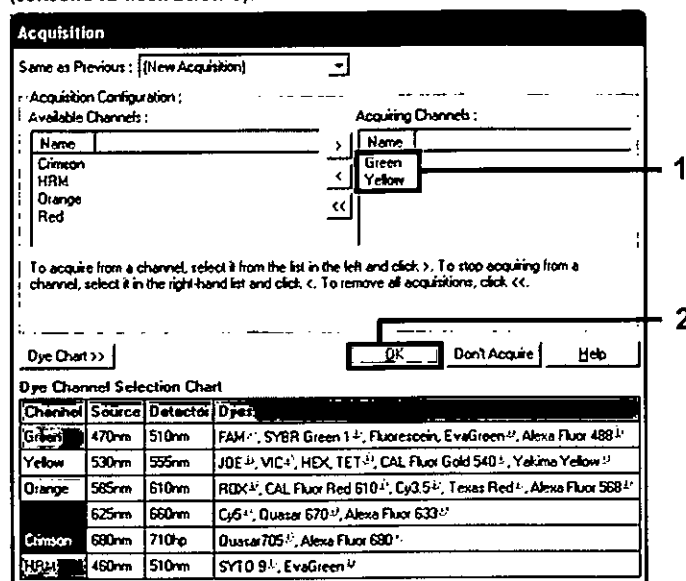 Acquisition
Same as Previous : (New Acquisition)
Acquisition Configuration :
Available Channels :
Acquiring Channels :
Name
>
Name
Crimson
HRM
Orange
Red
<
<<
Green
Yellow
1
To acquire from a channel, select it from the list in the left and click >. To stop acquiring from a
channel, select it in the right-hand list and click <. To remove all acquisitions, click <<.
2
Dye Chart >>
OK
Don't Acquire
Help
Dye Channel Selection Chart
Channel Source Detector Dyes
Green 470nm 510nm FAM, SYBR Green 1, Fluorescein, EvaGreen, Alexa Fluor 488
Yellow 530nm 555nm JOE, VIC, HEX, TET, CAL Fluor Gold 540, Yakima Yellow
Orange 585nm 610nm ROX, CAL Fluor Red 610, Cy3.5, Texas Red, Alexa Fluor 568
625nm 660nm Cy5, Quasar 670, Alexa Fluor 633
Crimson 680nm 710hp Quasar705, Alexa Fluor 680
HRM 460nm 510nm SYTO 9, EvaGreen